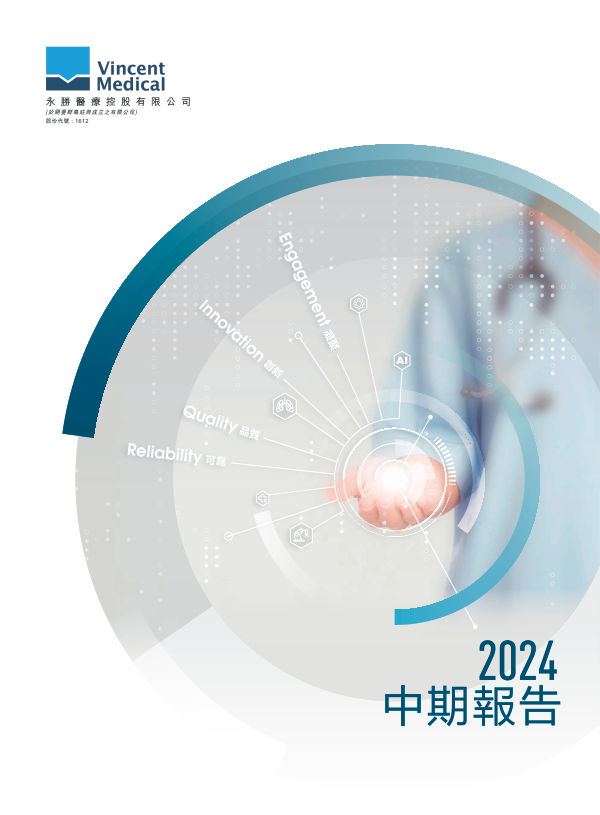 Vincent
Medical
永勝醫療控股有限公司
(於開曼群島註冊成立之有限公司)
股份代號：1612
Engagement 凝聚
Innovation 創新
AI
Quality 品質
Reliability 可靠
2024
中期報告